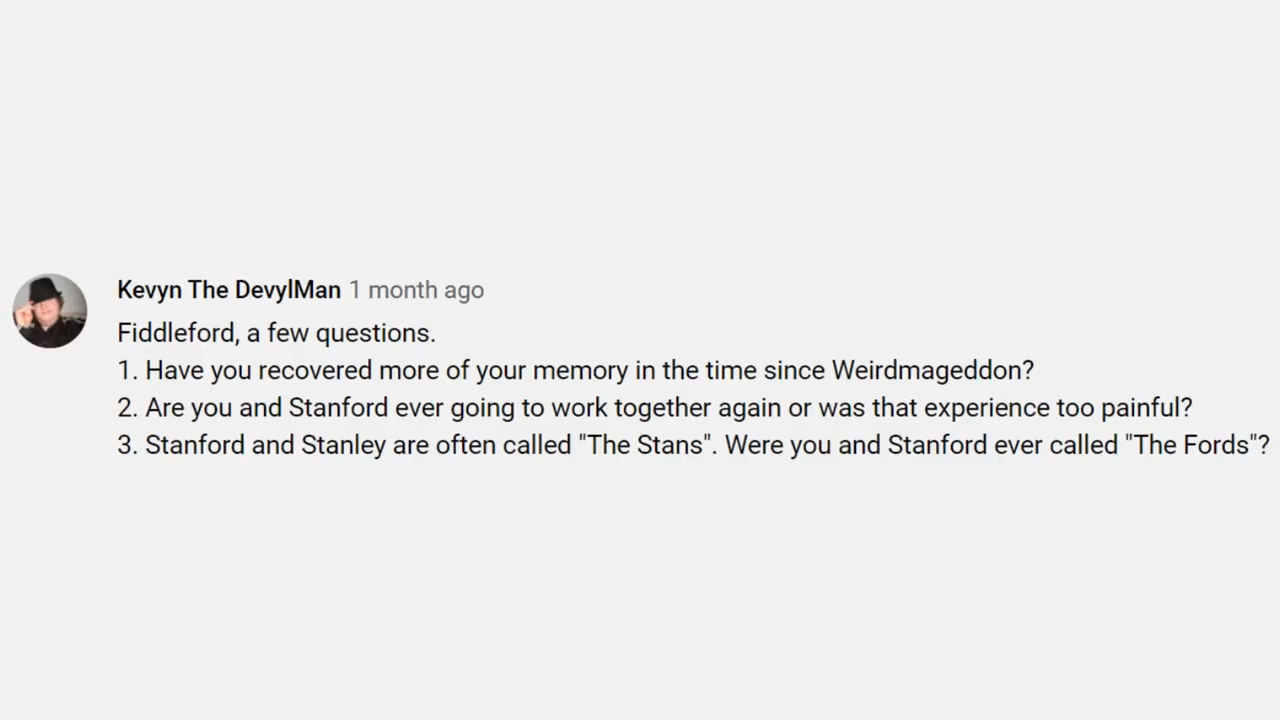 Kevyn The DevylMan 1 month ago
Fiddleford, a few questions.
1. Have you recovered more of your memory in the time since Weirdmageddon?
2. Are you and Stanford ever going to work together again or was that experience too painful?
3. Stanford and Stanley are often called "The Stans". Were you and Stanford ever called "The Fords"?